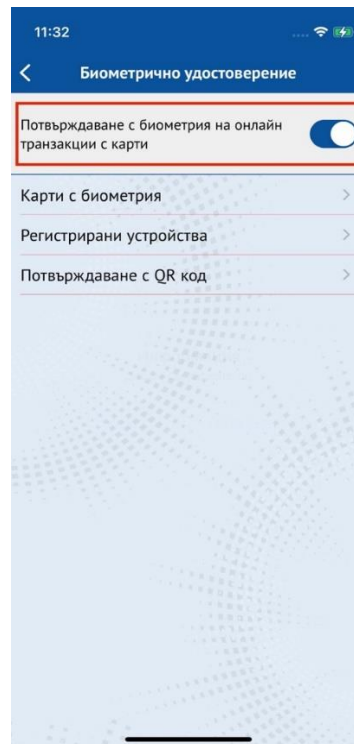 11:32
Биометрично удостоверение
Потвърждаване с биометрия на онлайн
транзакции с карти
Карти с биометрия
Регистрирани устройства
Потвърждаване с QR код